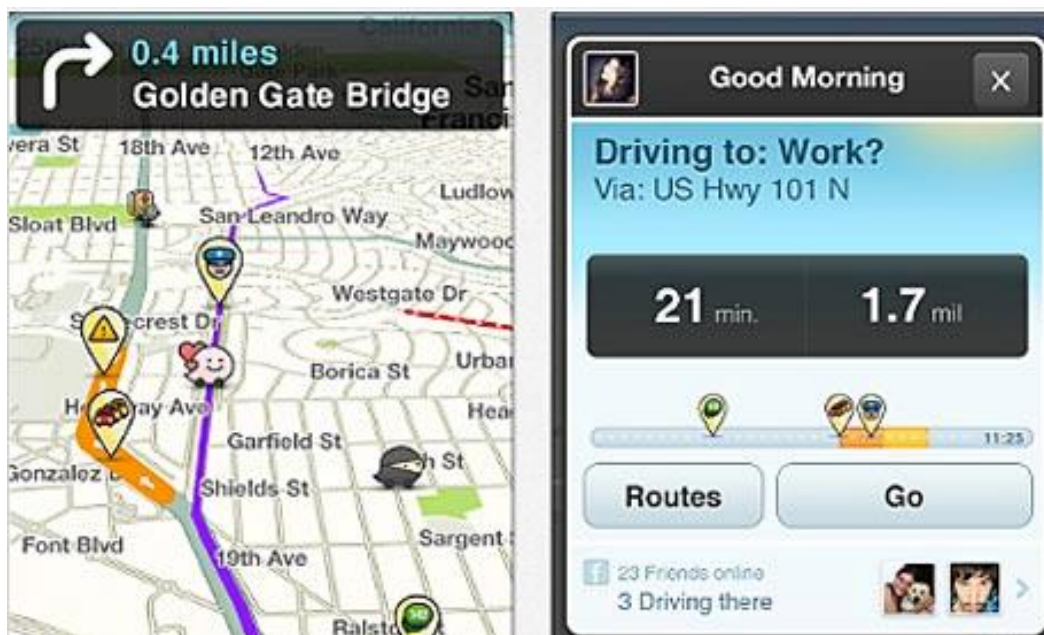 0.4 miles
Golden Gate Bridge
18th Ave
12th Ave
Ludlow
Sloat Blvd
San Leandro Way
Maywood
Westgate Dr
Borica St
Garfield St
Shields St
Font Blvd
19th Ave
Sargent
Good Morning
X
Driving to: Work?
Via: US Hwy 101 N
21 min.
1.7 mil
11:25
Routes
Go
f
23 Friends online
3 Driving there